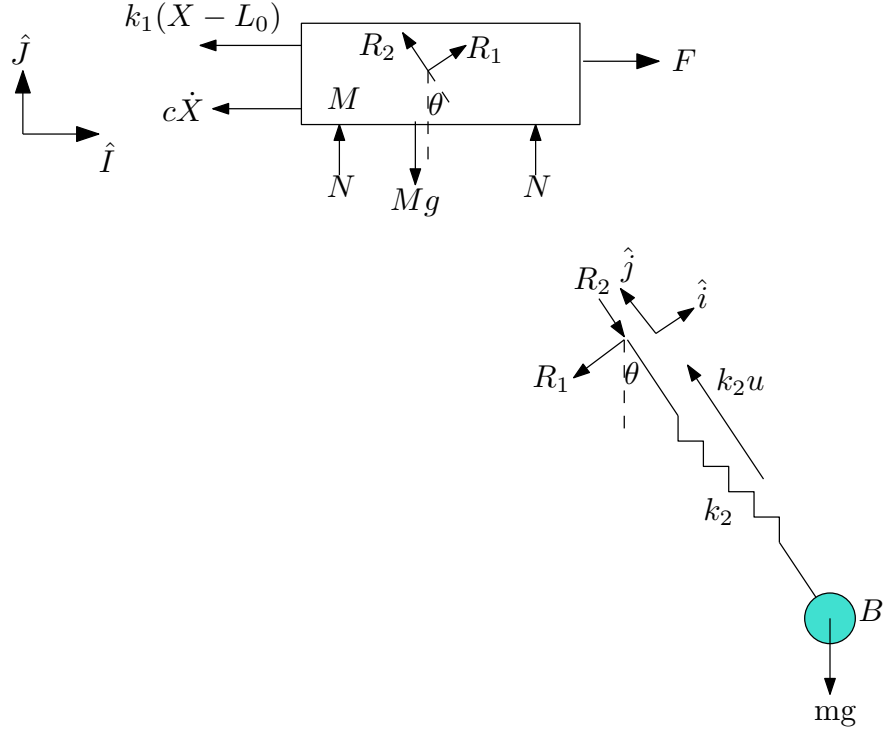 k₁(X − L₀)
R₂
R₁
F
Ĵ
cẊ
M
θ
Î
N
Mg
N
ĵ
R₂
î
R₁
θ
k₂u
k₂
B
mg